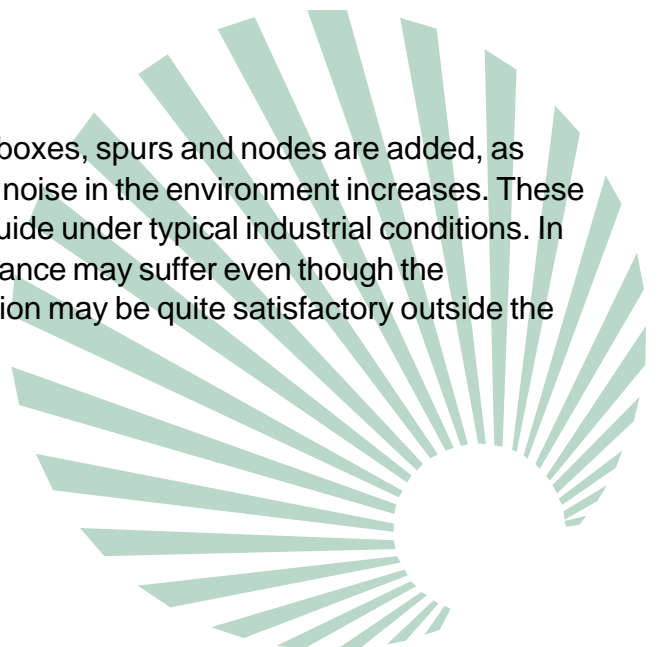 boxes, spurs and nodes are added, as
noise in the environment increases. These
uide under typical industrial conditions. In
ance may suffer even though the
ion may be quite satisfactory outside the